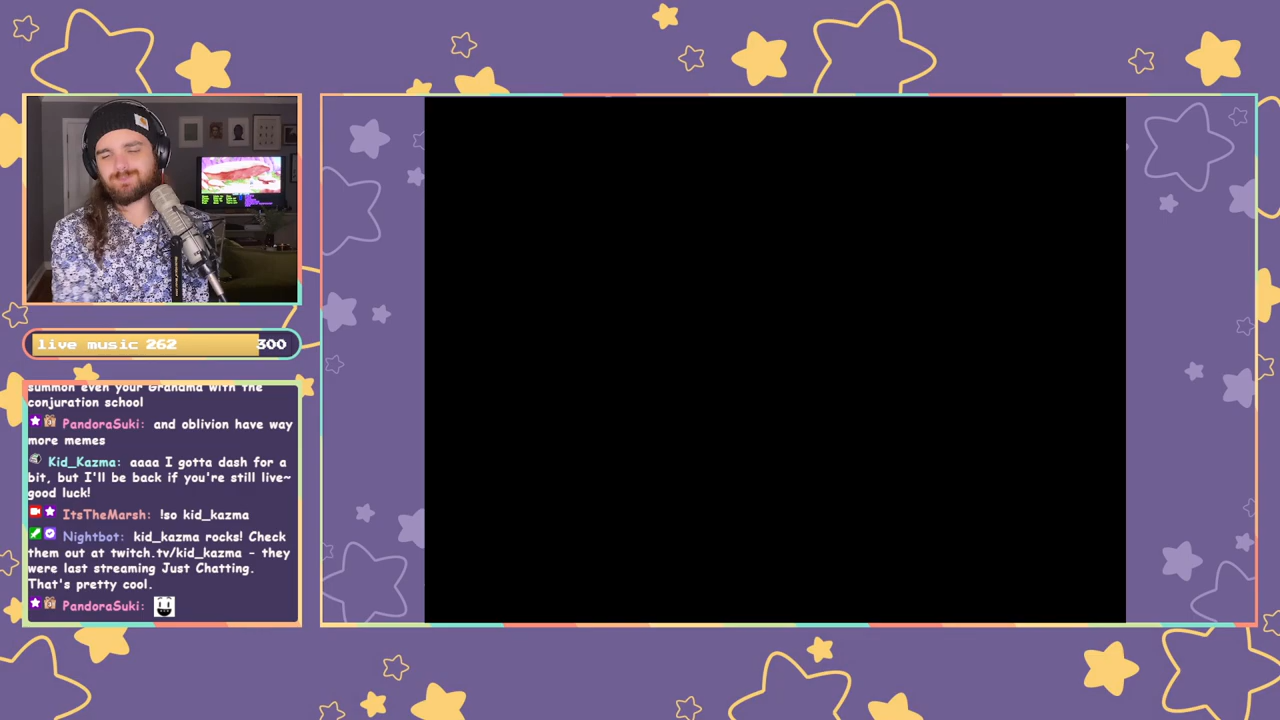 live music 262 300
summon even your Grandma with the
conjuration school
PandoraSuki: and oblivion have way
more memes
Kid_Kazma: aaaa I gotta dash for a
bit, but I'll be back if you're still live~
good luck!
ItsTheMarsh: !so kid_kazma
Nightbot: kid_kazma rocks! Check
them out at twitch.tv/kid_kazma - they
were last streaming Just Chatting.
That's pretty cool.
PandoraSuki: